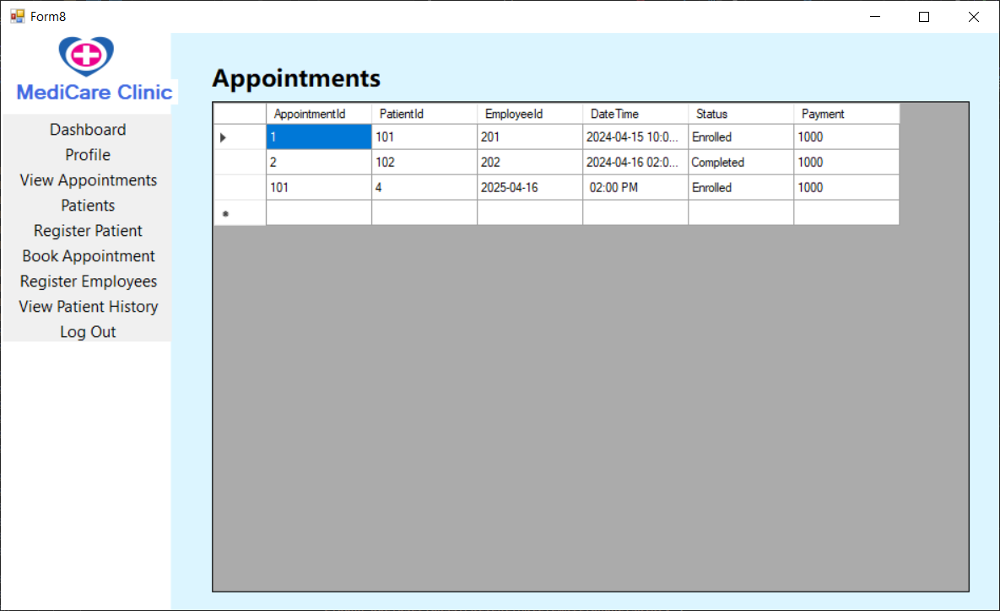 Form8
MediCare Clinic
Dashboard
Profile
View Appointments
Patients
Register Patient
Book Appointment
Register Employees
View Patient History
Log Out
Appointments
AppointmentId PatientId EmployeeId DateTime Status Payment
1 101 201 2024-04-15 10:0... Enrolled 1000
2 102 202 2024-04-16 02:0... Completed 1000
101 4 2025-04-16 02:00 PM Enrolled 1000